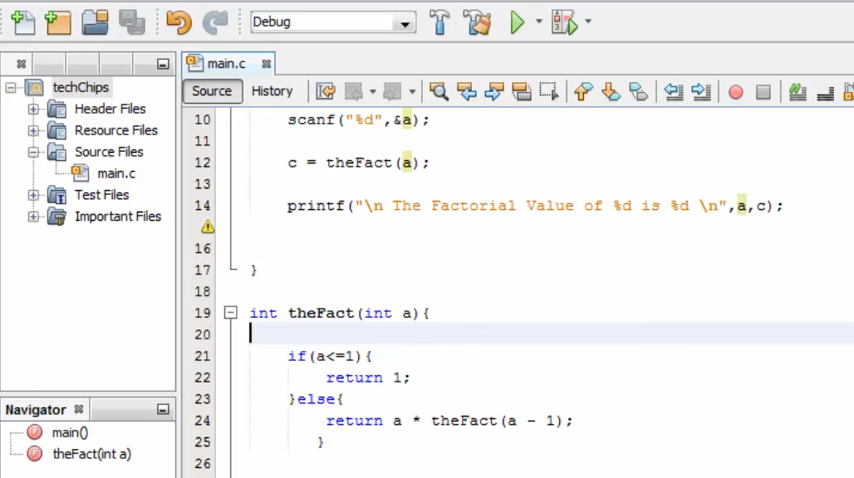 Debug
main.c
techChips
Source History
Header Files
Resource Files
Source Files
main.c
Test Files
Important Files
10 scanf("%d",&a);
11
12 c = theFact(a);
13
14 printf("\n The Factorial Value of %d is %d \n",a,c);
16
17 }
18
19 int theFact(int a){
20
21 if(a<=1){
22 return 1;
23 }else{
24 return a * theFact(a - 1);
25 }
26
Navigator
main()
theFact(int a)